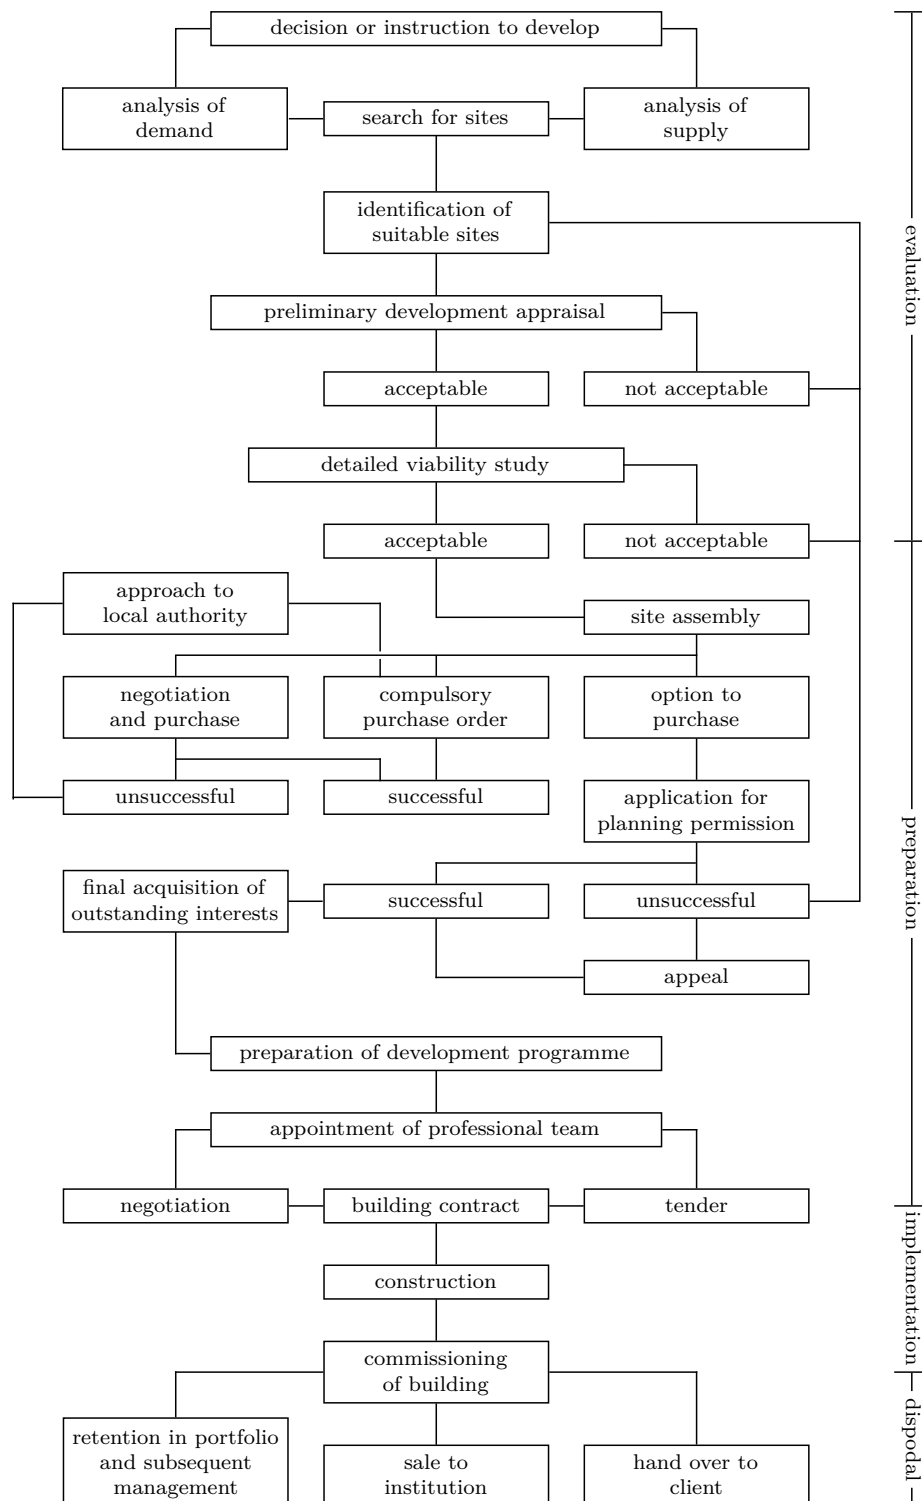 decision or instruction to develop
analysis of
demand
search for sites
analysis of
supply
identification of
suitable sites
evaluation
preliminary development appraisal
acceptable
not acceptable
detailed viability study
acceptable
not acceptable
approach to
local authority
site assembly
negotiation
and purchase
compulsory
purchase order
option to
purchase
unsuccessful
successful
application for
planning permission
preparation
final acquisition of
outstanding interests
successful
unsuccessful
appeal
preparation of development programme
appointment of professional team
negotiation
building contract
tender
implementation
construction
commissioning
of building
dispodal
retention in portfolio
and subsequent
management
sale to
institution
hand over to
client